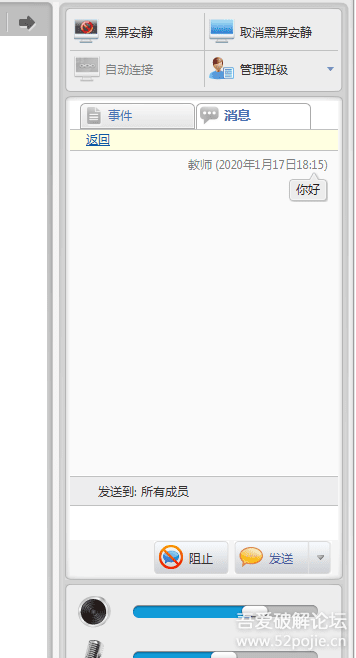 黑屏安静 取消黑屏安静
自动连接 管理班级
事件 消息
返回
教师 (2020年1月17日18:15)
你好
发送到: 所有成员
阻止 发送
吾爱破解论坛
www.52pojie.cn